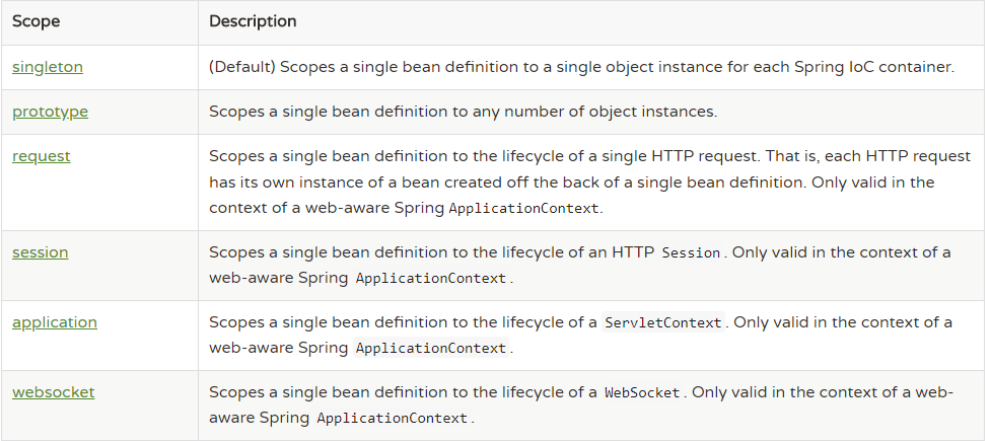 Scope Description
singleton (Default) Scopes a single bean definition to a single object instance for each Spring IoC container.
prototype Scopes a single bean definition to any number of object instances.
request Scopes a single bean definition to the lifecycle of a single HTTP request. That is, each HTTP request
has its own instance of a bean created off the back of a single bean definition. Only valid in the
context of a web-aware Spring ApplicationContext.
session Scopes a single bean definition to the lifecycle of an HTTP Session. Only valid in the context of a
web-aware Spring ApplicationContext.
application Scopes a single bean definition to the lifecycle of a ServletContext. Only valid in the context of a
web-aware Spring ApplicationContext.
websocket Scopes a single bean definition to the lifecycle of a WebSocket. Only valid in the context of a web-
aware Spring ApplicationContext.